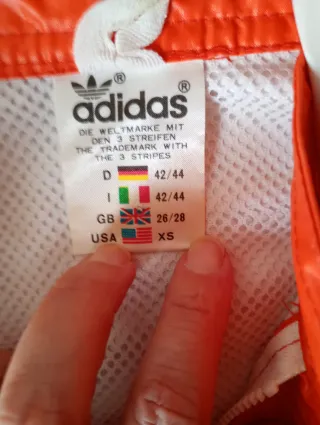 ®
adidas®
DIE WELTMARKE MIT
DEN 3 STREIFEN
THE TRADEMARK WITH
THE 3 STRIPES
D 42/44
I 42/44
GB 26/28
USA XS